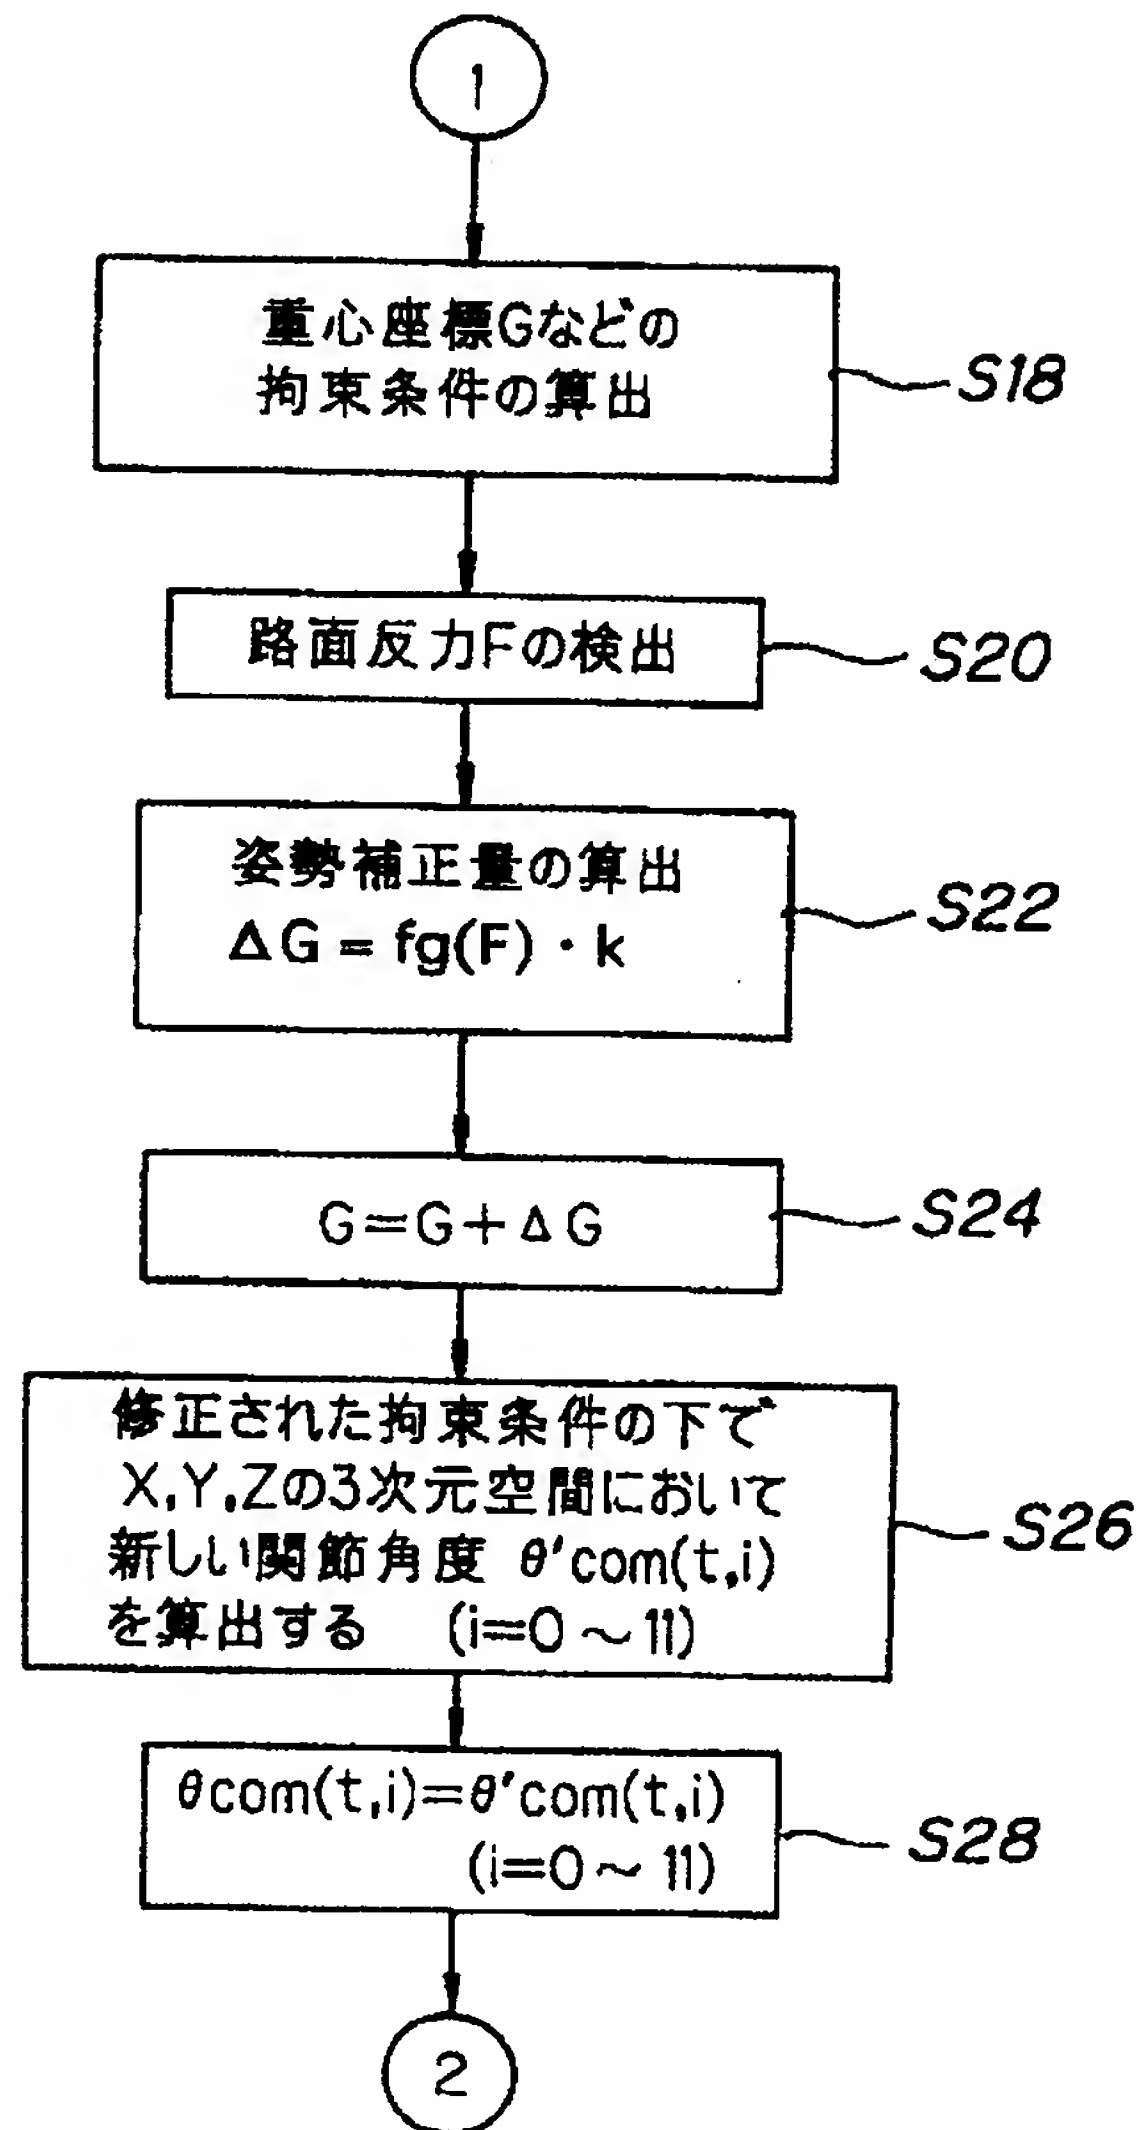 1
重心座標Gなどの
拘束条件の算出
S18
路面反力Fの検出
S20
姿勢補正量の算出
ΔG = fg(F)・k
S22
G=G+ΔG
S24
修正された拘束条件の下で
X,Y,Zの3次元空間において
新しい関節角度 θ'com(t,i)
を算出する (i=0～11)
S26
θcom(t,i)=θ'com(t,i)
(i=0～11)
S28
2